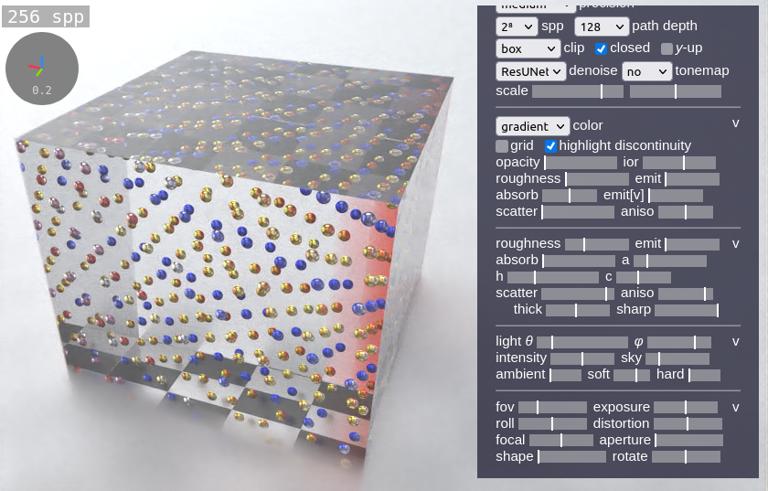 256 spp
0.2
medium precision
2⁸ spp 128 path depth
box clip closed y-up
ResUNet denoise no tonemap
scale
gradient color v
grid highlight discontinuity
opacity ior
roughness emit
absorb emit[v]
scatter aniso
roughness emit v
absorb a
h c
scatter aniso
thick sharp
light θ φ v
intensity sky
ambient soft hard
fov exposure v
roll distortion
focal aperture
shape rotate